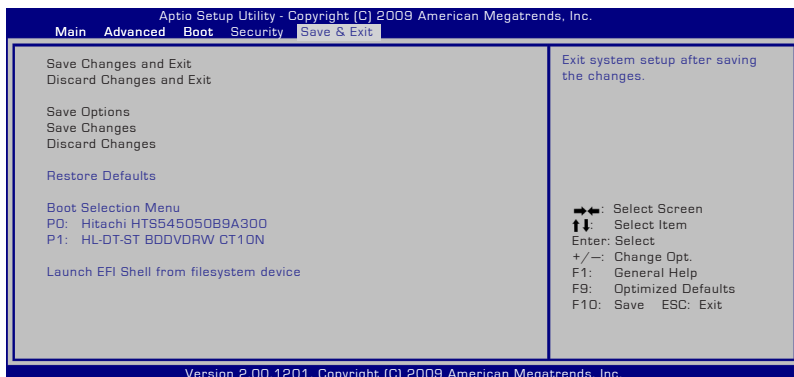 Aptio Setup Utility - Copyright (C) 2009 American Megatrends, Inc.
Main Advanced Boot Security Save & Exit
Save Changes and Exit
Discard Changes and Exit
Save Options
Save Changes
Discard Changes
Restore Defaults
Boot Selection Menu
P0: Hitachi HTS545050B9A300
P1: HL-DT-ST BDDVDRW CT10N
Launch EFI Shell from filesystem device
Exit system setup after saving
the changes.
→←: Select Screen
↑↓: Select Item
Enter: Select
+/—: Change Opt.
F1: General Help
F9: Optimized Defaults
F10: Save ESC: Exit
Version 2.00.1201. Copyright (C) 2009 American Megatrends, Inc.